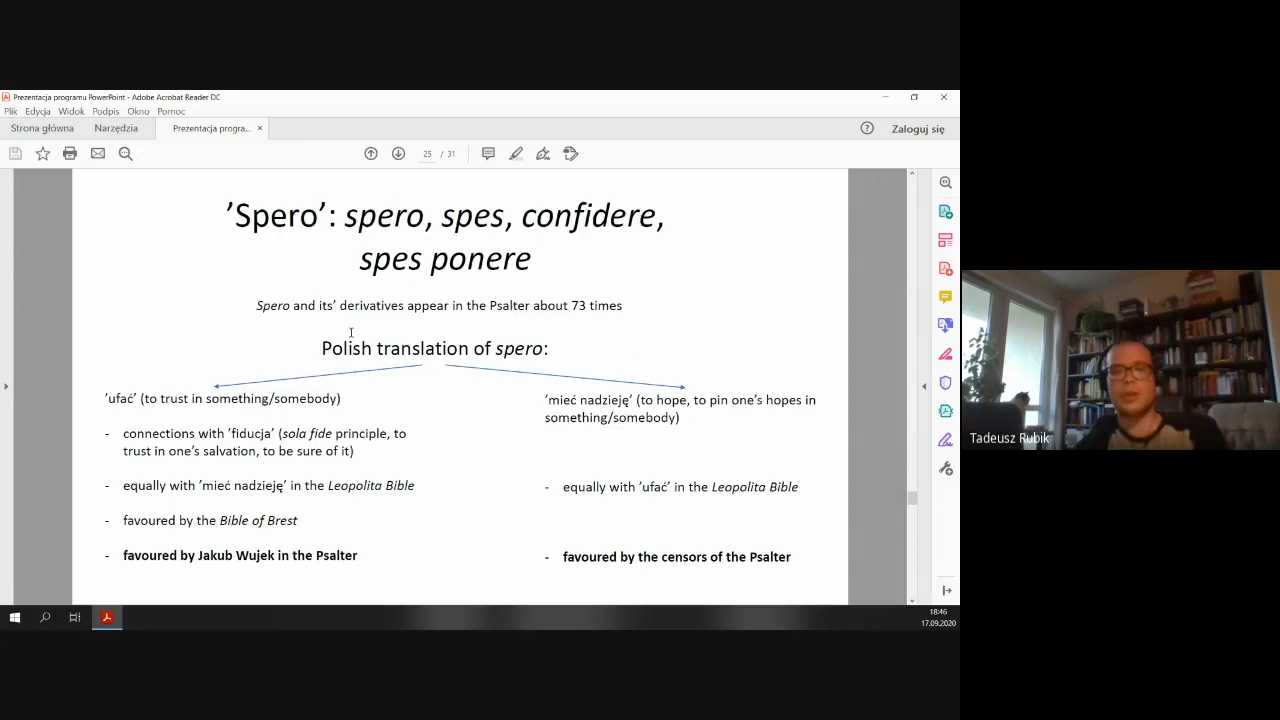 Prezentacja programu PowerPoint - Adobe Acrobat Reader DC
Plik Edycja Widok Podpis Okno Pomoc
Strona główna Narzędzia Prezentacja progra... × Zaloguj się
25 / 31
’Spero’: spero, spes, confidere,
spes ponere
Spero and its’ derivatives appear in the Psalter about 73 times
Polish translation of spero:
’ufać’ (to trust in something/somebody)
- connections with ’fiducja’ (sola fide principle, to
trust in one’s salvation, to be sure of it)
- equally with ’mieć nadzieję’ in the Leopolita Bible
- favoured by the Bible of Brest
- favoured by Jakub Wujek in the Psalter
’mieć nadzieję’ (to hope, to pin one’s hopes in
something/somebody)
- equally with ’ufać’ in the Leopolita Bible
- favoured by the censors of the Psalter
Tadeusz Rubik
18:46
17.09.2020